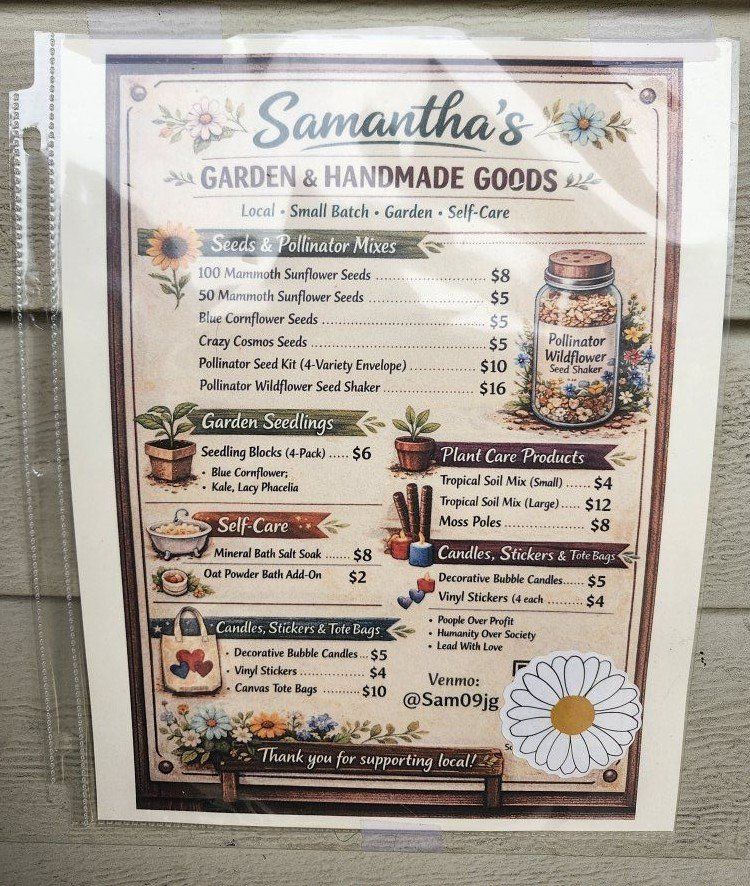 Samantha's
GARDEN & HANDMADE GOODS
Local • Small Batch • Garden • Self-Care
Seeds & Pollinator Mixes
100 Mammoth Sunflower Seeds ........ $8
50 Mammoth Sunflower Seeds ........ $5
Blue Cornflower Seeds ........ $5
Crazy Cosmos Seeds ........ $5
Pollinator Seed Kit (4-Variety Envelope) ........ $10
Pollinator Wildflower Seed Shaker ........ $16
Pollinator
Wildflower
Seed Shaker
Garden Seedlings
Seedling Blocks (4-Pack) ..... $6
• Blue Cornflower;
• Kale, Lacy Phacelia
Plant Care Products
Tropical Soil Mix (Small) ..... $4
Tropical Soil Mix (Large) .... $12
Moss Poles ........ $8
Self-Care
Mineral Bath Salt Soak ....... $8
Oat Powder Bath Add-On $2
Candles, Stickers & Tote Bags
Decorative Bubble Candles...... $5
Vinyl Stickers (4 each ......... $4
• Poople Over Profit
• Humanity Over Society
• Lead With Love
Candles, Stickers & Tote Bags
• Decorative Bubble Candles... $5
• Vinyl Stickers ........ $4
• Canvas Tote Bags ......... $10
Venmo:
@Sam09jg
Thank you for supporting local!